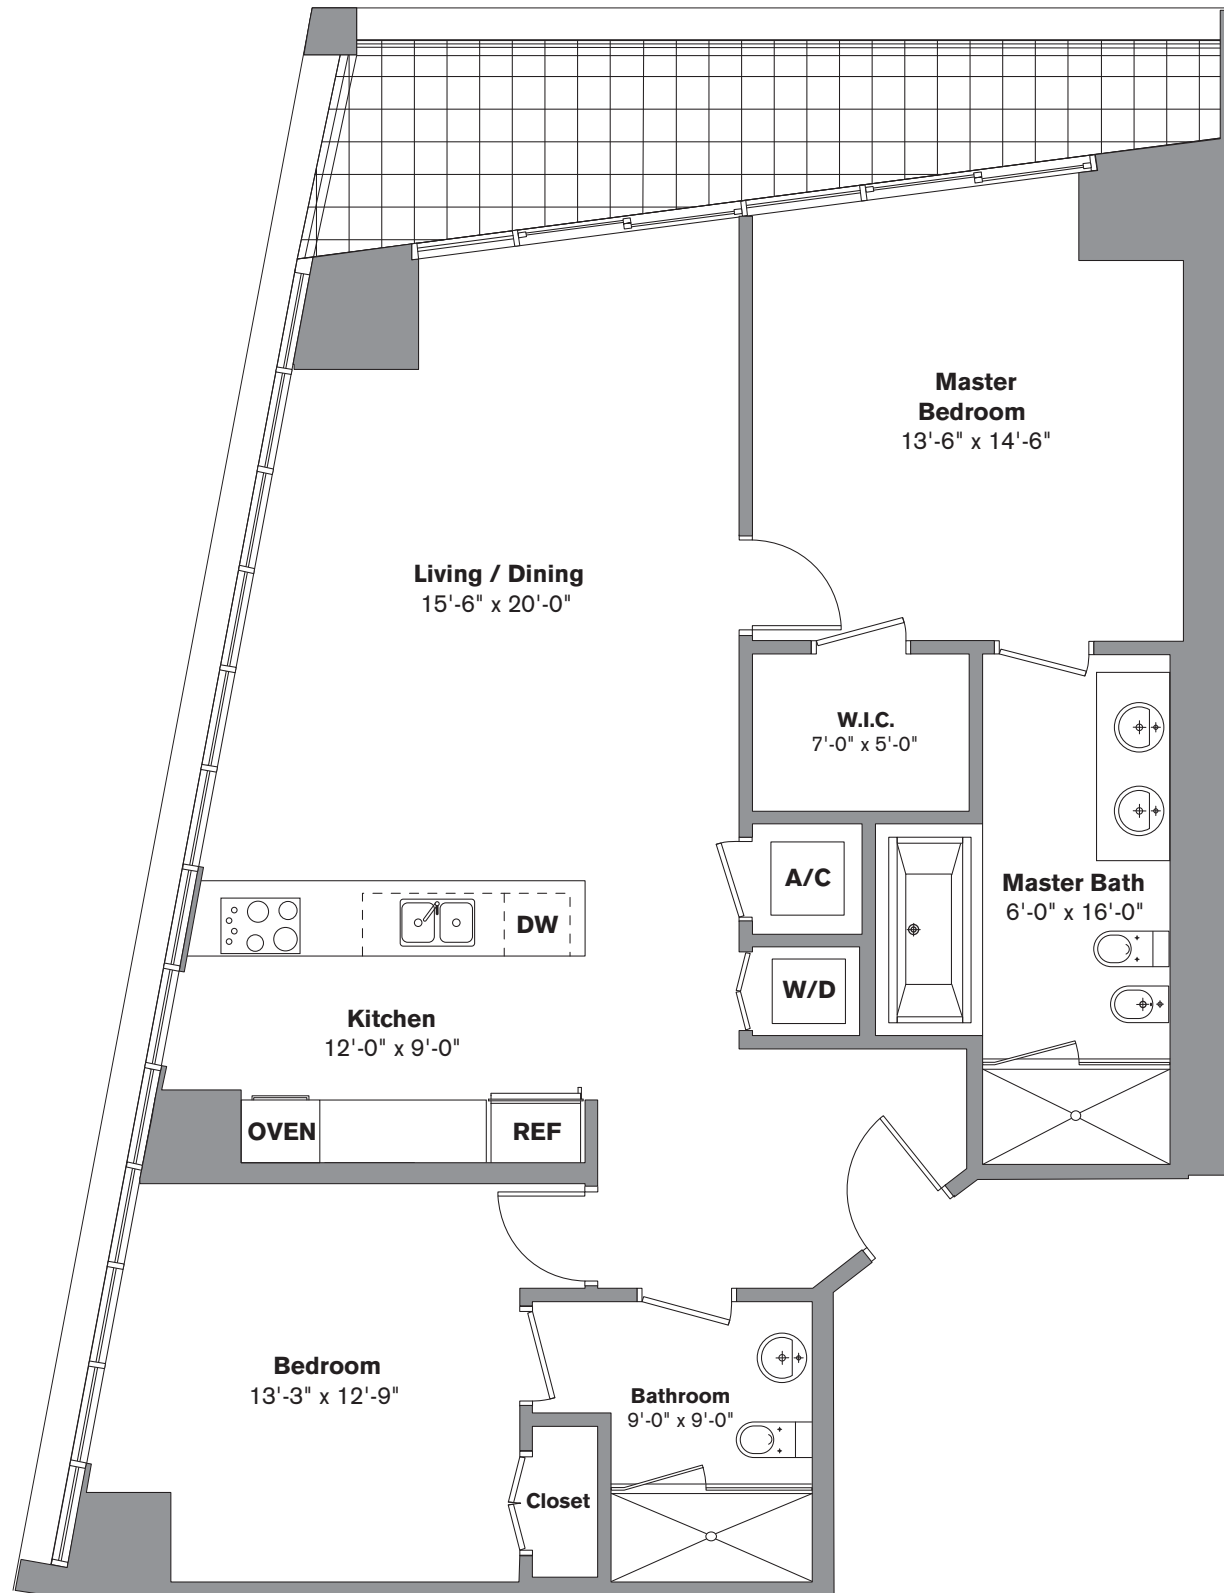 Master
Bedroom
13'-6" x 14'-6"
Living / Dining
15'-6" x 20'-0"
W.I.C.
7'-0" x 5'-0"
A/C
Master Bath
6'-0" x 16'-0"
DW
W/D
Kitchen
12'-0" x 9'-0"
OVEN
REF
Bedroom
13'-3" x 12'-9"
Bathroom
9'-0" x 9'-0"
Closet